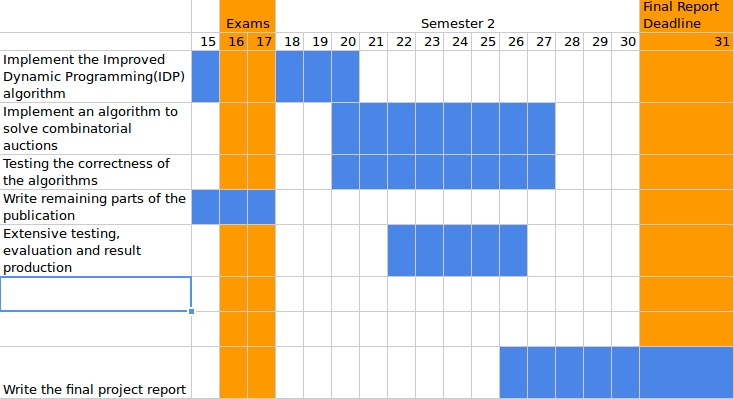 Final Report
Exams Semester 2 Deadline
15 16 17 18 19 20 21 22 23 24 25 26 27 28 29 30 31
Implement the Improved
Dynamic Programming(IDP)
algorithm
Implement an algorithm to
solve combinatorial
auctions
Testing the correctness of
the algorithms
Write remaining parts of the
publication
Extensive testing,
evaluation and result
production
Write the final project report